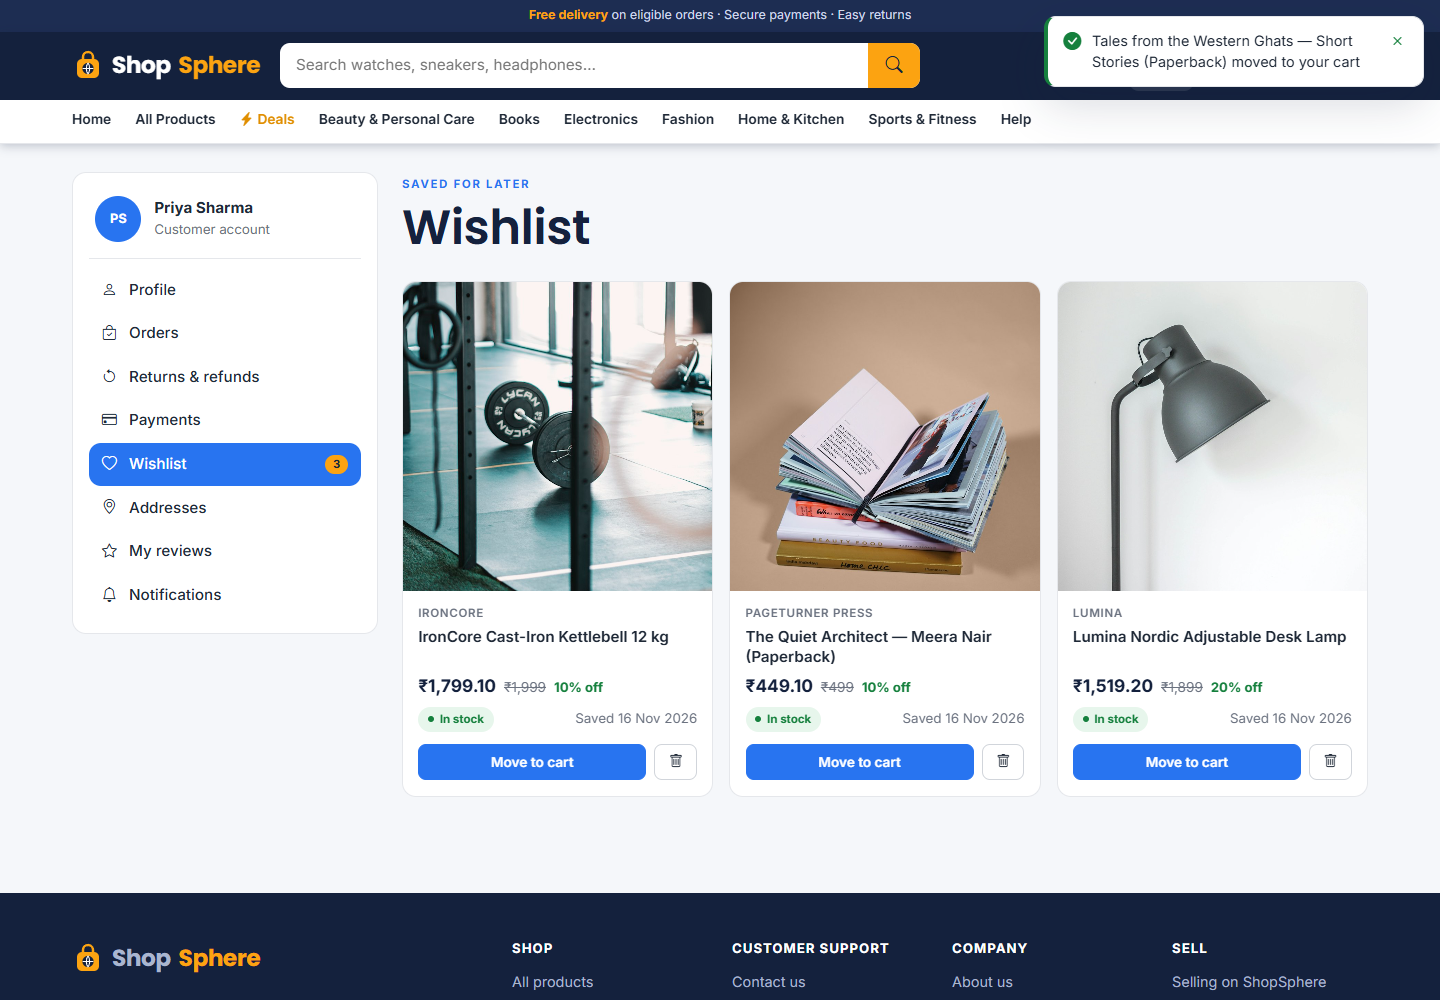 Free delivery on eligible orders · Secure payments · Easy returns
Tales from the Western Ghats — Short
Stories (Paperback) moved to your cart
Shop Sphere
Search watches, sneakers, headphones...
Home
All Products
Deals
Beauty & Personal Care
Books
Electronics
Fashion
Home & Kitchen
Sports & Fitness
Help
PS
Priya Sharma
Customer account
Profile
Orders
Returns & refunds
Payments
Wishlist
3
Addresses
My reviews
Notifications
SAVED FOR LATER
Wishlist
LYCAN
LYCAN
BEAUTY FOOD
HOME CHIC
IRONCORE
IronCore Cast-Iron Kettlebell 12 kg
₹1,799.10 ₹1,999 10% off
In stock
Saved 16 Nov 2026
Move to cart
PAGETURNER PRESS
The Quiet Architect — Meera Nair
(Paperback)
₹449.10 ₹499 10% off
In stock
Saved 16 Nov 2026
Move to cart
LUMINA
Lumina Nordic Adjustable Desk Lamp
₹1,519.20 ₹1,899 20% off
In stock
Saved 16 Nov 2026
Move to cart
Shop Sphere
SHOP
All products
CUSTOMER SUPPORT
Contact us
COMPANY
About us
SELL
Selling on ShopSphere